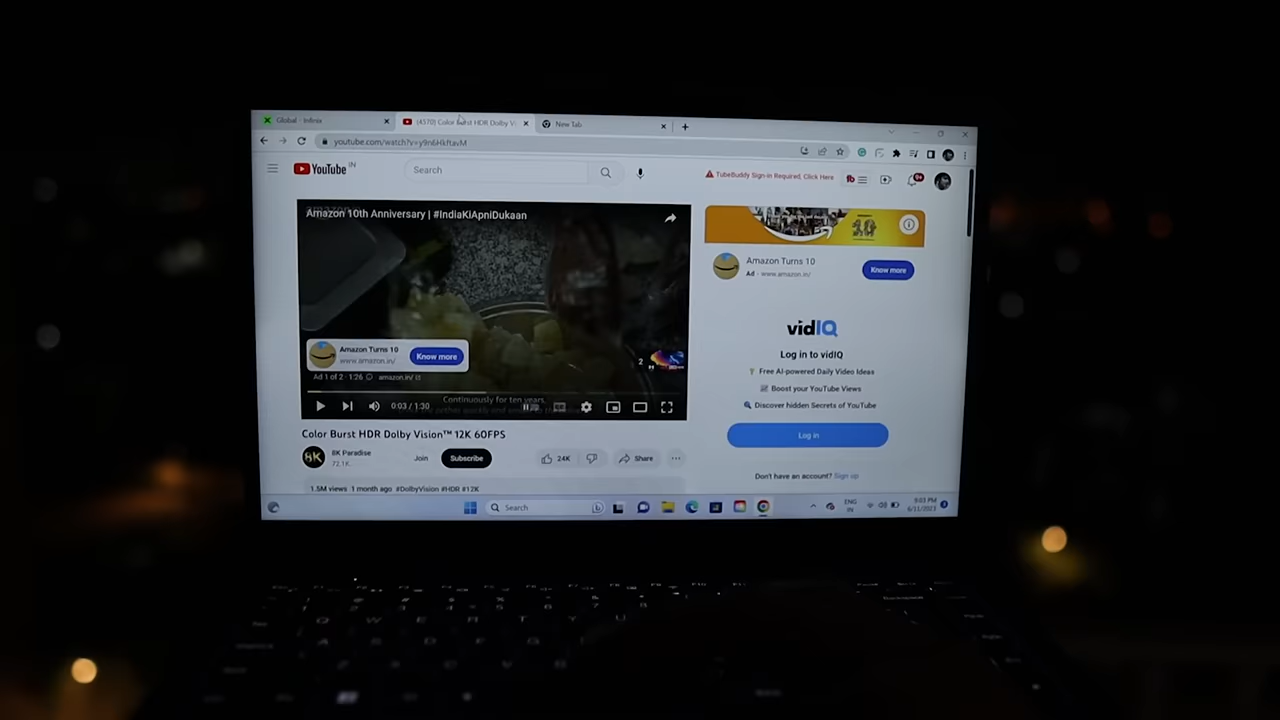 Global - Infinix
(4370) Color Burst HDR Dolby Vi
New Tab
youtube.com/watch?v=y9n6HkftavM
YouTube IN
Search
TubeBuddy Sign-in Required, Click Here
9+
Amazon 10th Anniversary | #IndiaKiApniDukaan
Amazon Turns 10
www.amazon.in/
Know more
Ad 1 of 2 · 1:26
amazon.in/
2
Continuously for ten years,
0:03 / 1:30
Color Burst HDR Dolby Vision™ 12K 60FPS
8K
8K Paradise
72.1K
Join
Subscribe
24K
Share
1.5M views 1 month ago #DolbyVision #HDR #12K
10
Amazon Turns 10
Ad · www.amazon.in/
Know more
vidIQ
Log in to vidIQ
Free AI-powered Daily Video Ideas
Boost your YouTube Views
Discover hidden Secrets of YouTube
Log in
Don't have an account? Sign up
Search
ENG
IN
8:03 PM
6/11/2023
Q W E R T Y U
A S D F G